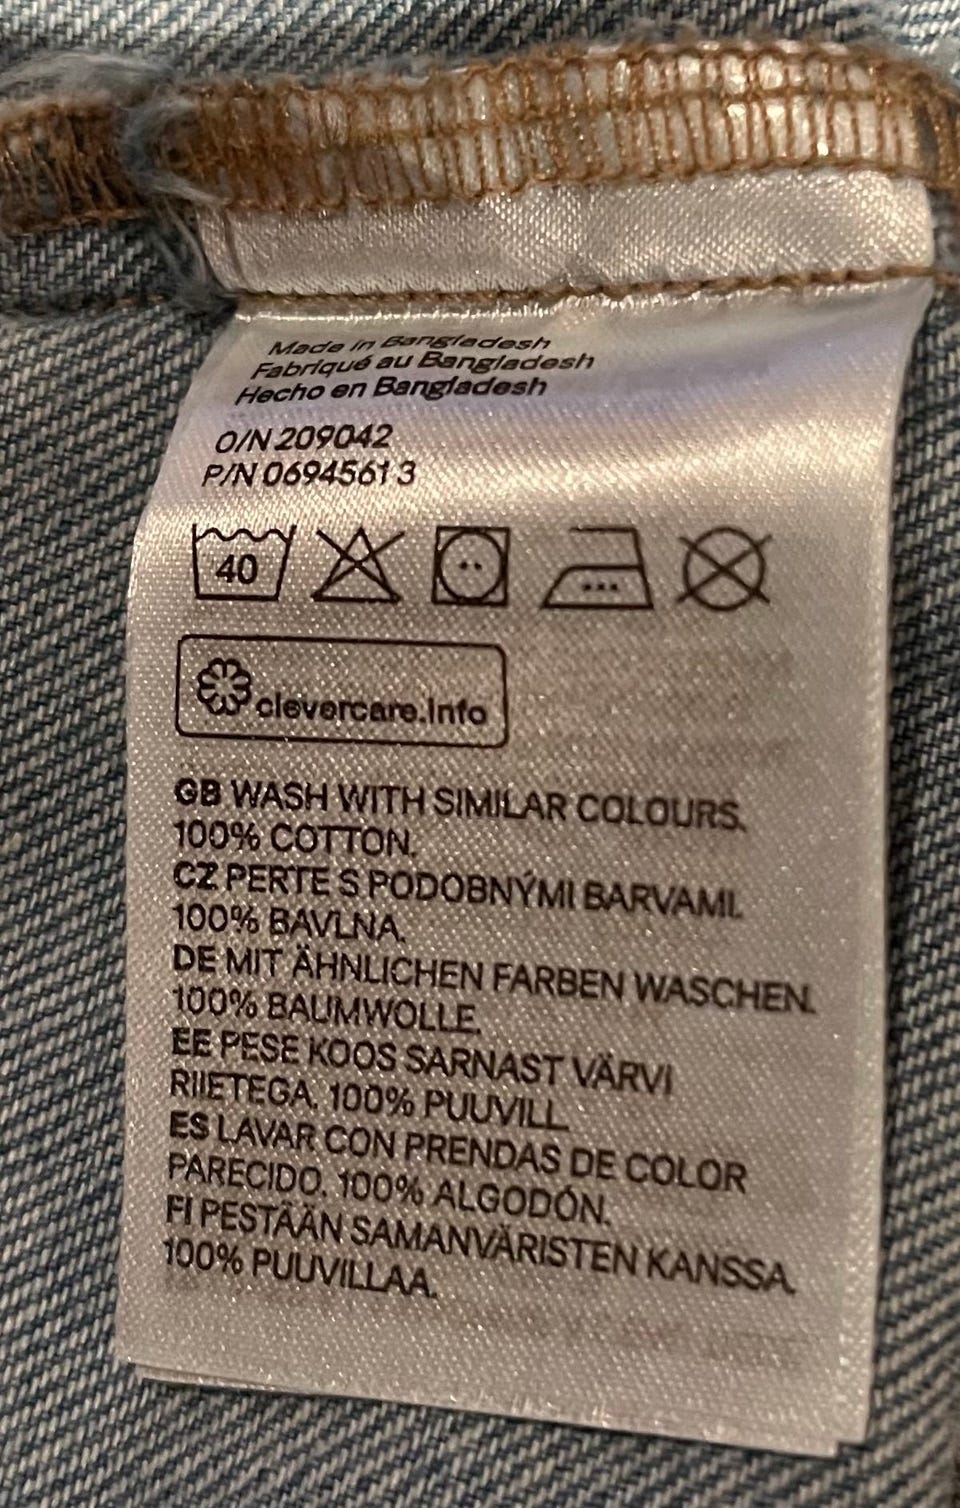 Made in Bangladesh
Fabriqué au Bangladesh
Hecho en Bangladesh
O/N 209042
P/N 0694561 3
40
clevercare.info
GB WASH WITH SIMILAR COLOURS.
100% COTTON.
CZ PERTE S PODOBNÝMI BARVAMI.
100% BAVLNA.
DE MIT ÄHNLICHEN FARBEN WASCHEN.
100% BAUMWOLLE.
EE PESE KOOS SARNAST VÄRVI
RIIETEGA. 100% PUUVILL.
ES LAVAR CON PRENDAS DE COLOR
PARECIDO. 100% ALGODÓN.
FI PESTÄÄN SAMANVÄRISTEN KANSSA.
100% PUUVILLAA.